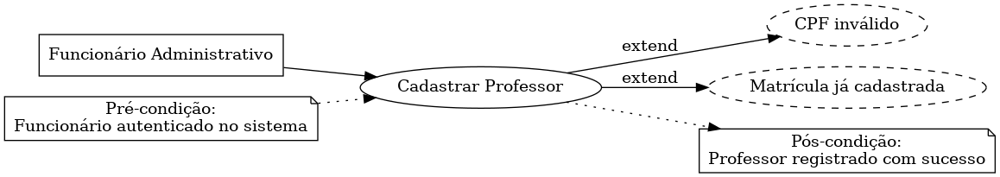 CPF inválido
extend
Funcionário Administrativo
extend
Cadastrar Professor
Matrícula já cadastrada
Pré-condição:
Funcionário autenticado no sistema
Pós-condição:
Professor registrado com sucesso